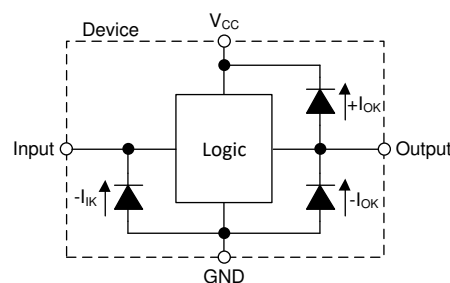 Device
VCC
+IOK
Input
Logic
Output
-IIK
-IOK
GND